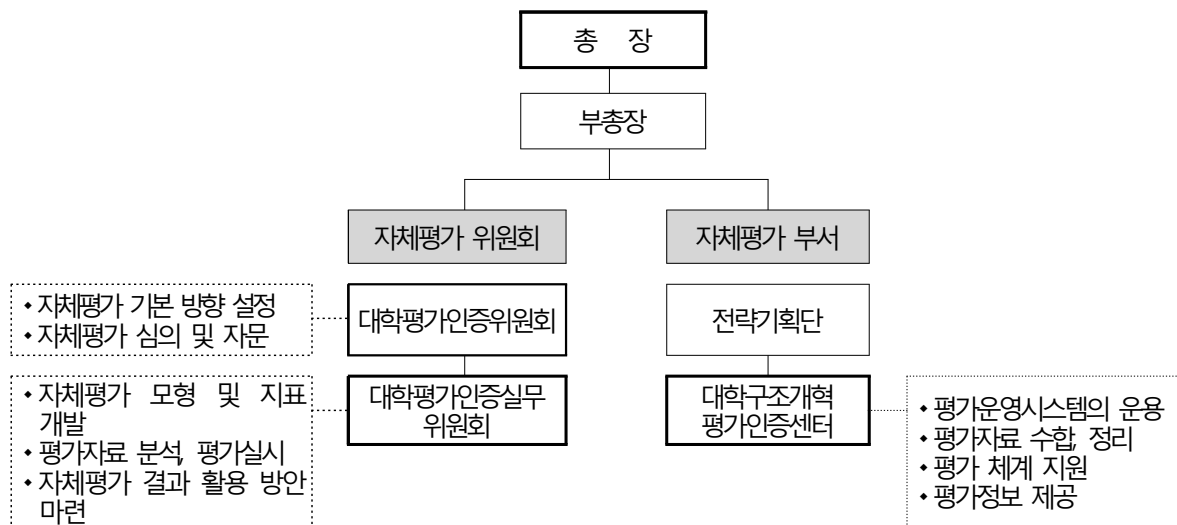 총 장
부총장
자체평가 위원회
자체평가 부서
◆ 자체평가 기본 방향 설정
◆ 자체평가 심의 및 자문
대학평가인증위원회
전략기획단
◆ 자체평가 모형 및 지표
개발
◆ 평가자료 분석, 평가실시
◆ 자체평가 결과 활용 방안
마련
대학평가인증실무
위원회
대학구조개혁
평가인증센터
◆ 평가운영시스템의 운용
◆ 평가자료 수합, 정리
◆ 평가 체계 지원
◆ 평가정보 제공